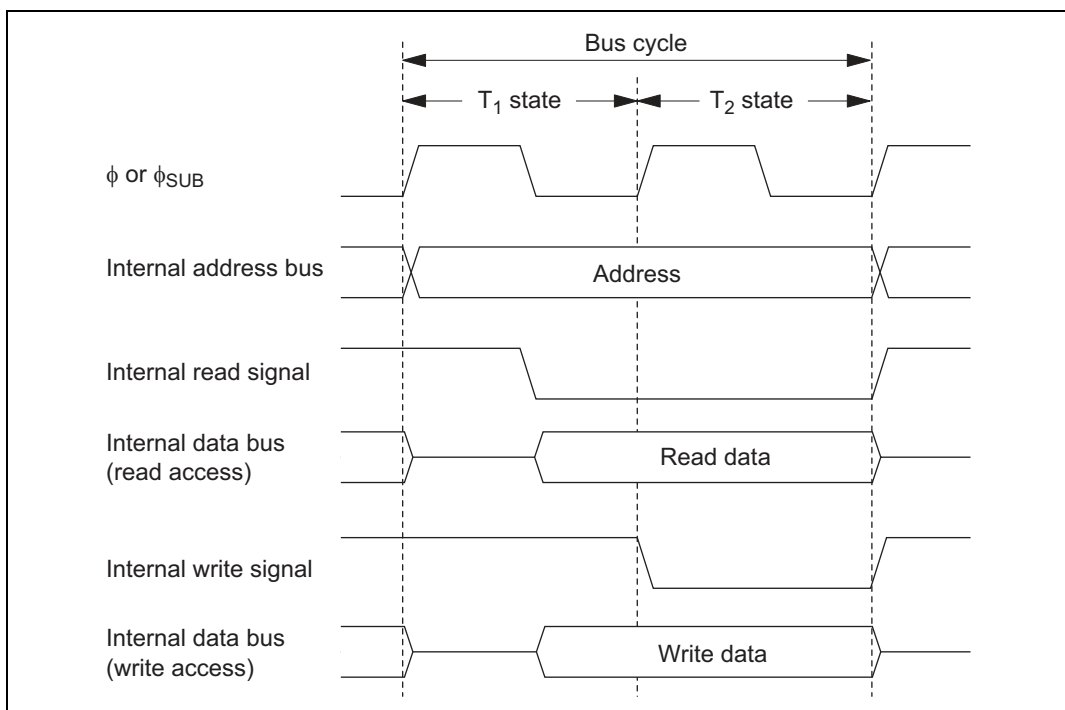 Bus cycle
T₁ state
T₂ state
ϕ or ϕSUB
Internal address bus
Address
Internal read signal
Internal data bus
(read access)
Read data
Internal write signal
Internal data bus
(write access)
Write data